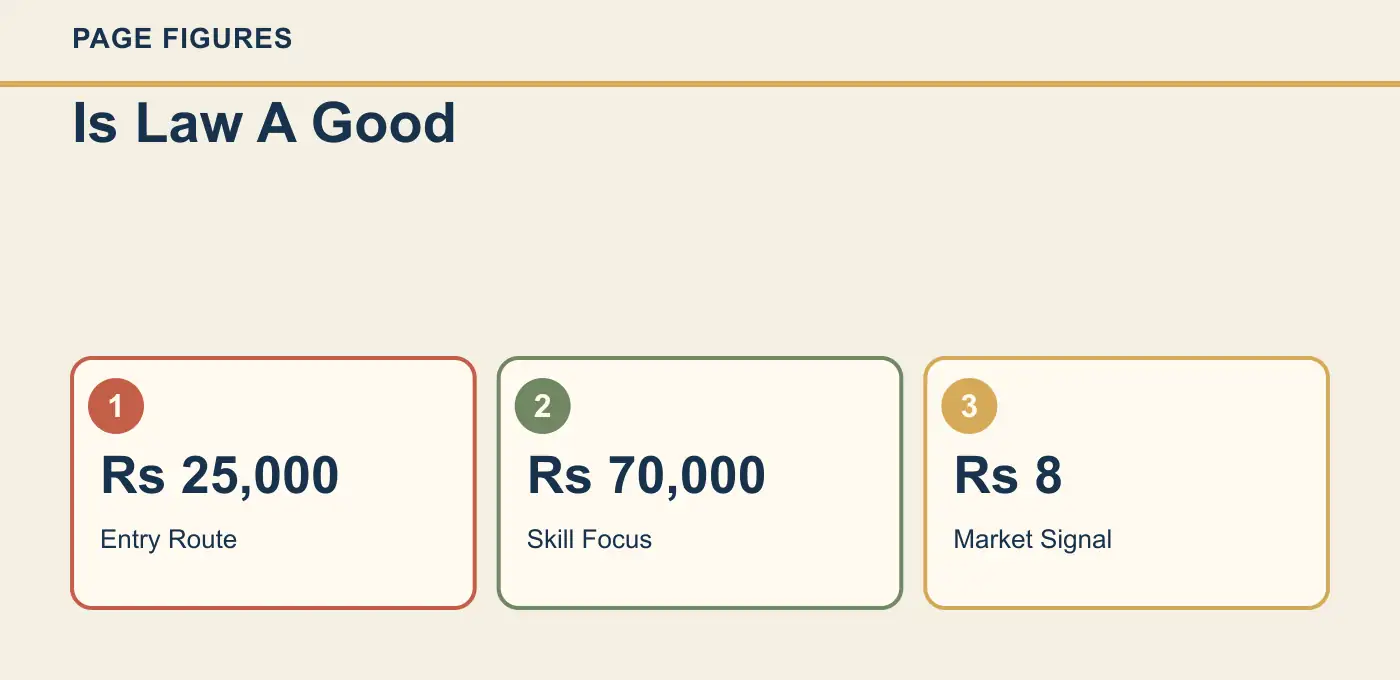 PAGE FIGURES
Is Law A Good
1
Rs 25,000
Entry Route
2
Rs 70,000
Skill Focus
3
Rs 8
Market Signal